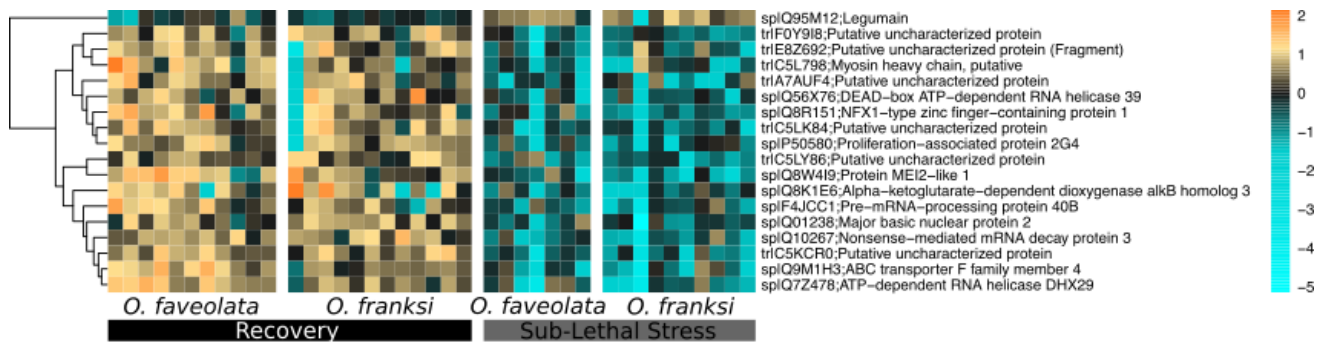 sp|Q95M12;Legumain
tr|F0Y9I8;Putative uncharacterized protein
tr|E8Z692;Putative uncharacterized protein (Fragment)
tr|C5L798;Myosin heavy chain, putative
tr|A7AUF4;Putative uncharacterized protein
sp|Q56X76;DEAD−box ATP−dependent RNA helicase 39
sp|Q8R151;NFX1−type zinc finger−containing protein 1
tr|C5LK84;Putative uncharacterized protein
sp|P50580;Proliferation−associated protein 2G4
tr|C5LY86;Putative uncharacterized protein
sp|Q8W4I9;Protein MEI2−like 1
sp|Q8K1E6;Alpha−ketoglutarate−dependent dioxygenase alkB homolog 3
sp|F4JCC1;Pre−mRNA−processing protein 40B
sp|Q01238;Major basic nuclear protein 2
sp|Q10267;Nonsense−mediated mRNA decay protein 3
tr|C5KCR0;Putative uncharacterized protein
sp|Q9M1H3;ABC transporter F family member 4
sp|Q7Z478;ATP−dependent RNA helicase DHX29
2
1
0
−1
−2
−3
−4
−5
O. faveolata O. franksi O. faveolata O. franksi
Recovery Sub-Lethal Stress